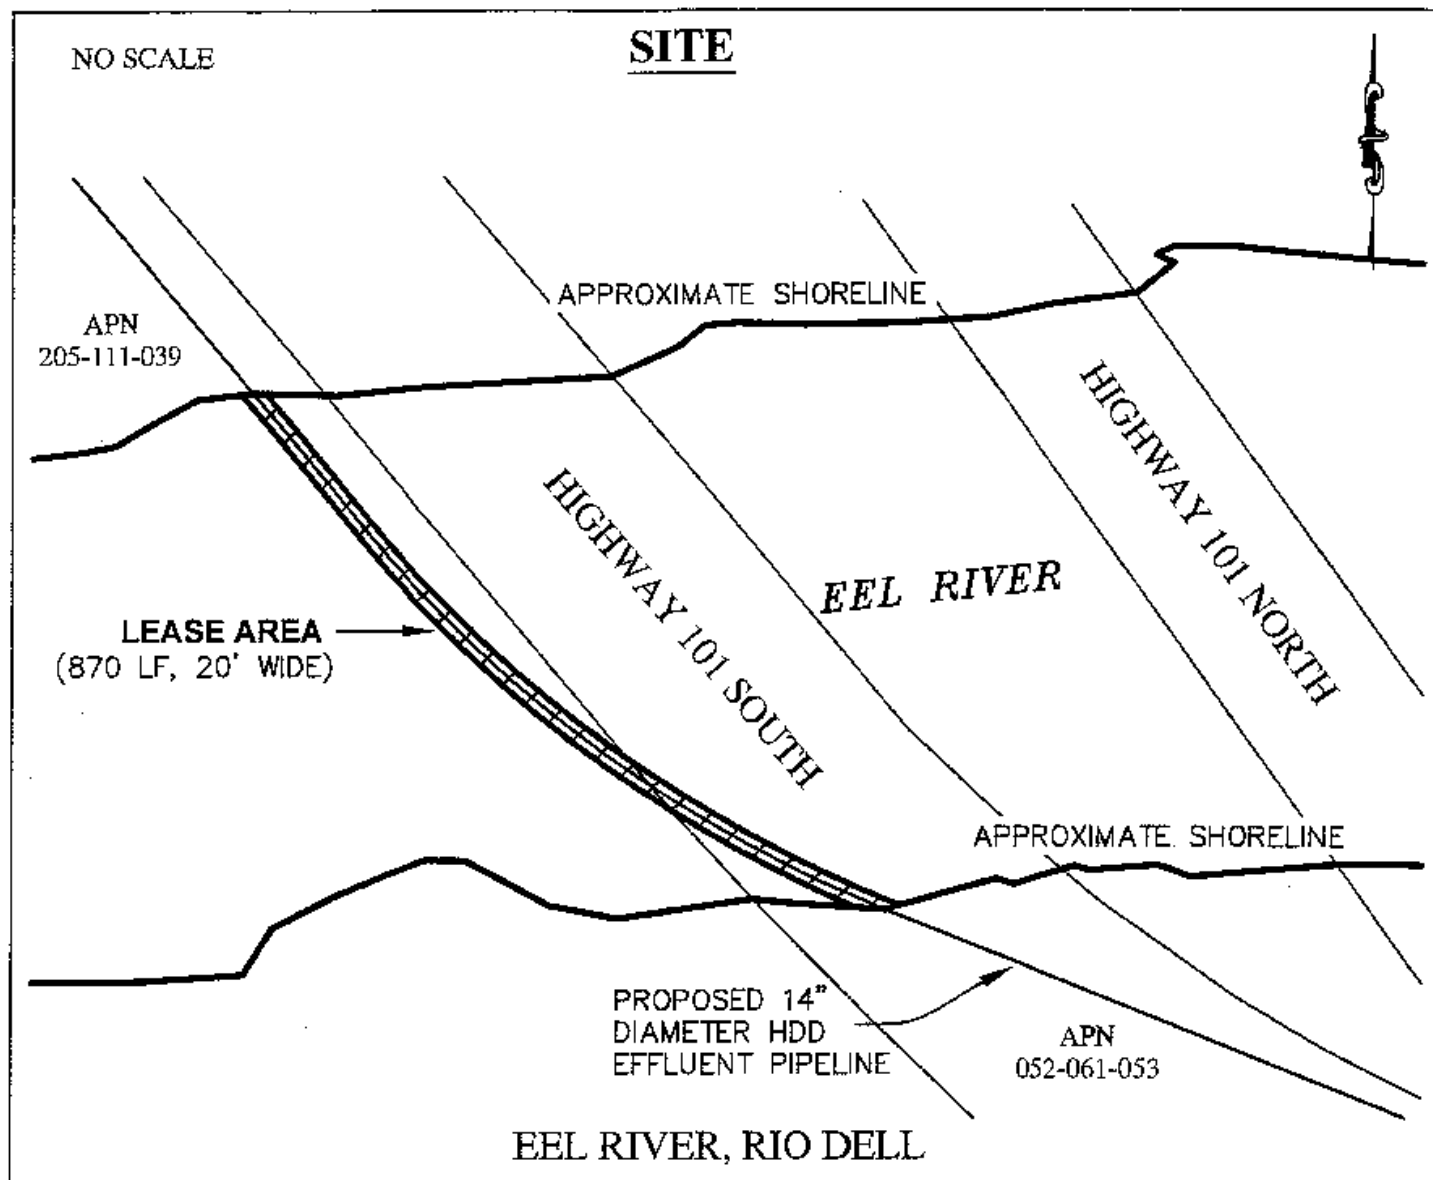 NO SCALE
SITE
APPROXIMATE SHORELINE
APN
205-111-039
HIGHWAY 101 NORTH
HIGHWAY 101 SOUTH
EEL RIVER
LEASE AREA
(870 LF, 20' WIDE)
APPROXIMATE SHORELINE
PROPOSED 14"
DIAMETER HDD
EFFLUENT PIPELINE
APN
052-061-053
EEL RIVER, RIO DELL